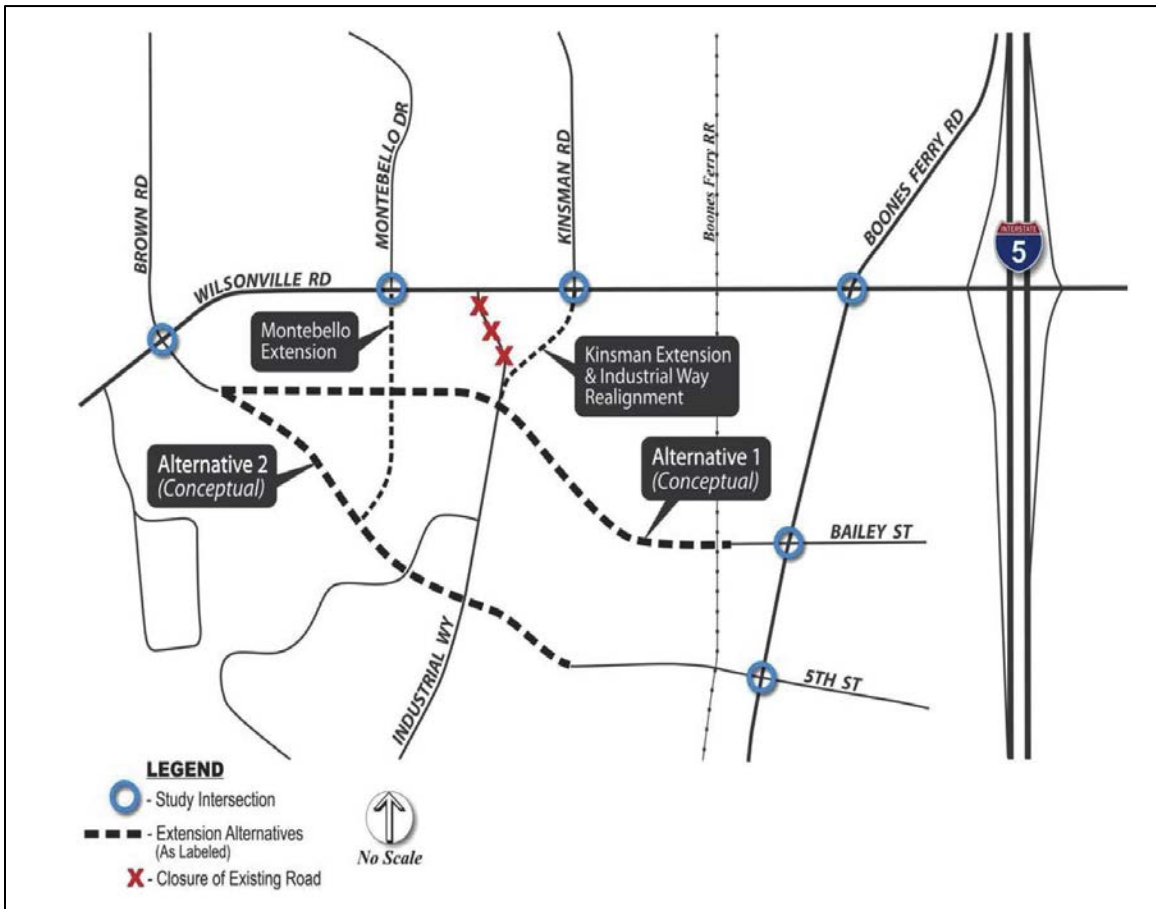 BROWN RD
MONTEBELLO DR
KINSMAN RD
Boones Ferry RR
BOONES FERRY RD
INTERSTATE
5
WILSONVILLE RD
Montebello
Extension
Kinsman Extension
& Industrial Way
Realignment
Alternative 2
(Conceptual)
Alternative 1
(Conceptual)
BAILEY ST
INDUSTRIAL WY
5TH ST
LEGEND
- Study Intersection
- Extension Alternatives
(As Labeled)
X - Closure of Existing Road
No Scale